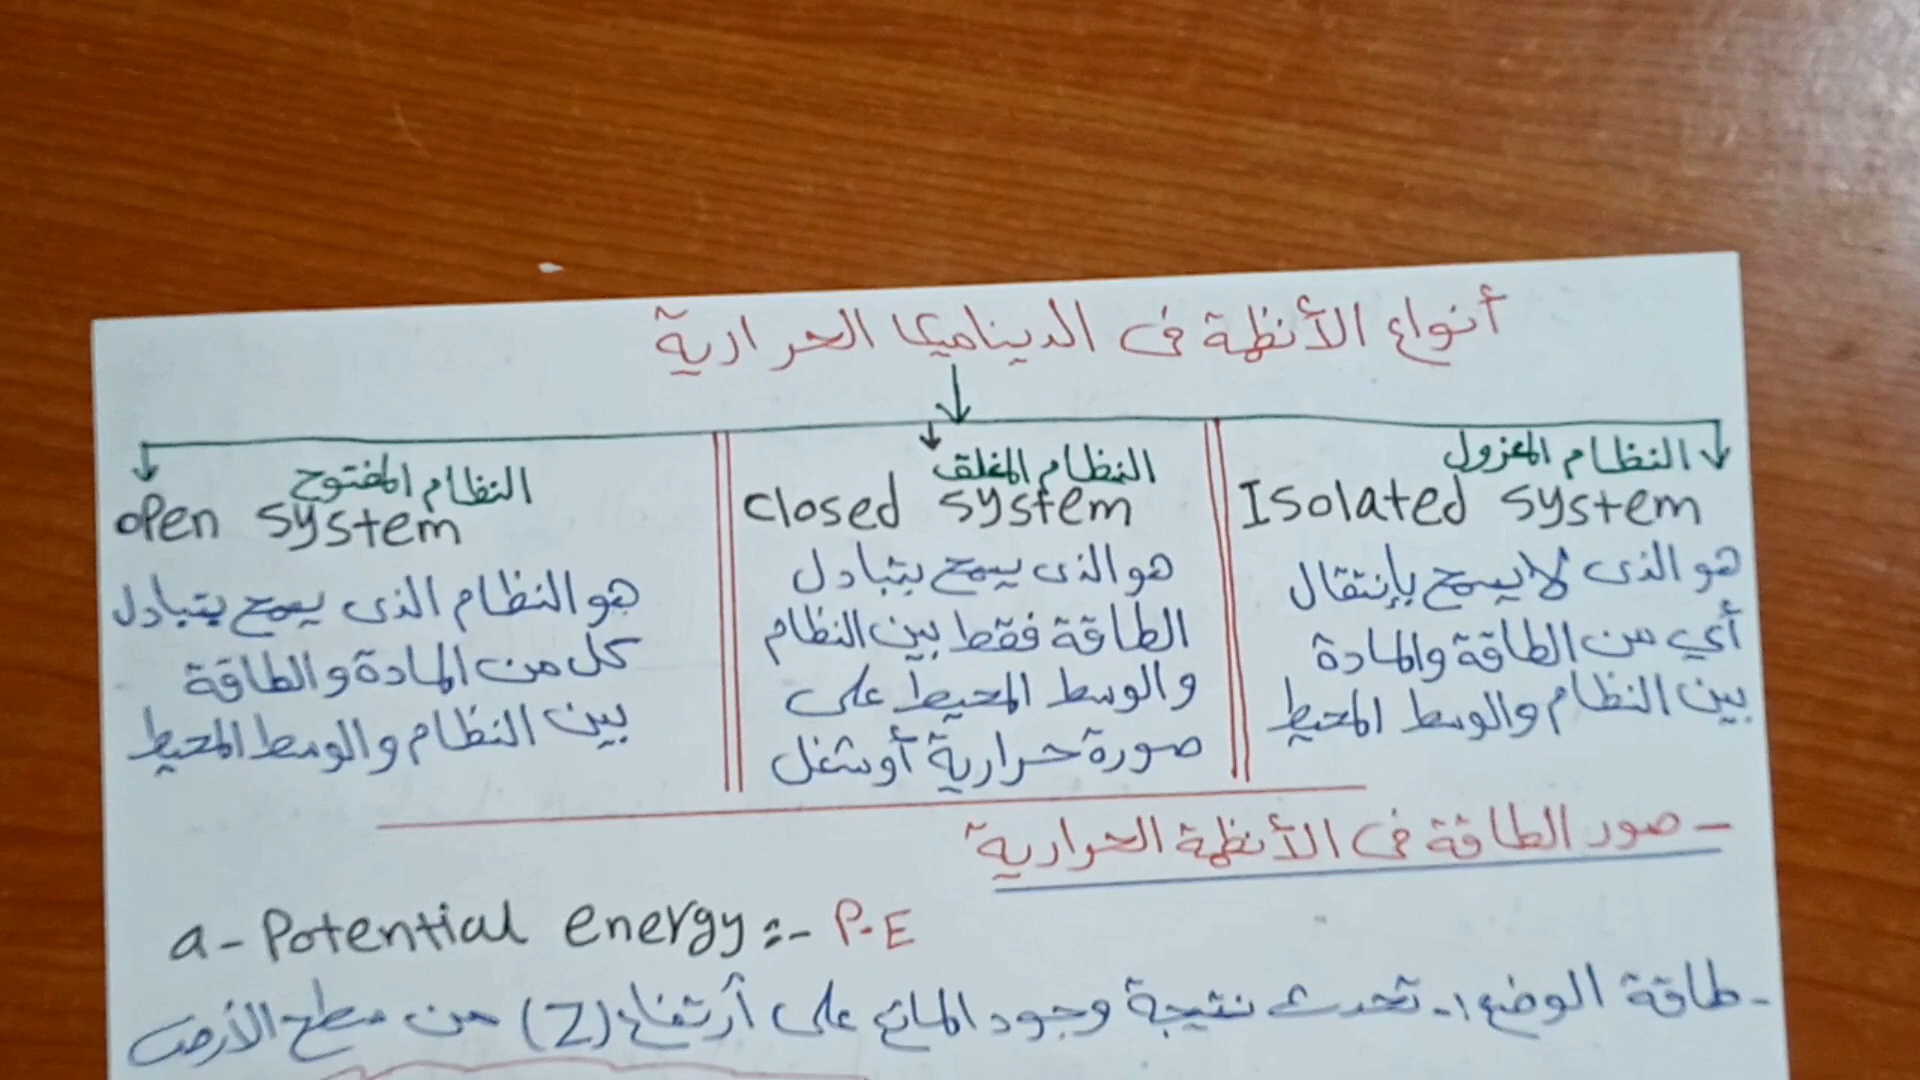 أنواع الأنظمة فى الديناميكا الحرارية
النظام المعزول
Isolated system
هو الذى لا يسمح بإنتقال
أي من الطاقة والمادة
بين النظام والوسط المحيط
النظام المغلق
closed system
هو الذى يسمح بتبادل
الطاقة فقط بين النظام
والوسط المحيط على
صورة حرارية أو شغل
النظام المفتوح
open system
هو النظام الذى يسمح بتبادل
كل من المادة والطاقة
بين النظام والوسط المحيط
- صور الطاقة فى الأنظمة الحرارية
a- Potential energy:- P.E
- طاقة الوضع :- تحدث نتيجة وجود المائع على أرتفاع (Z) من سطح الأرض